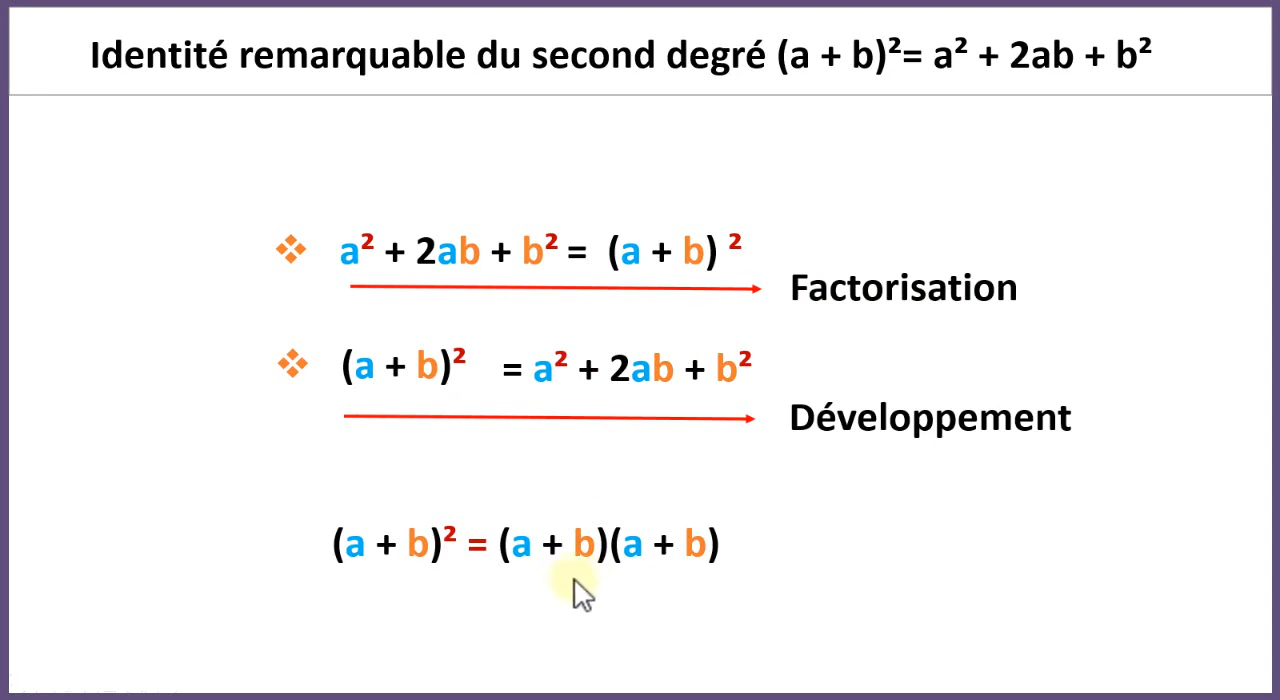 Identité remarquable du second degré (a + b)²= a² + 2ab + b²
a² + 2ab + b² = (a + b) ²
Factorisation
(a + b)² = a² + 2ab + b²
Développement
(a + b)² = (a + b)(a + b)